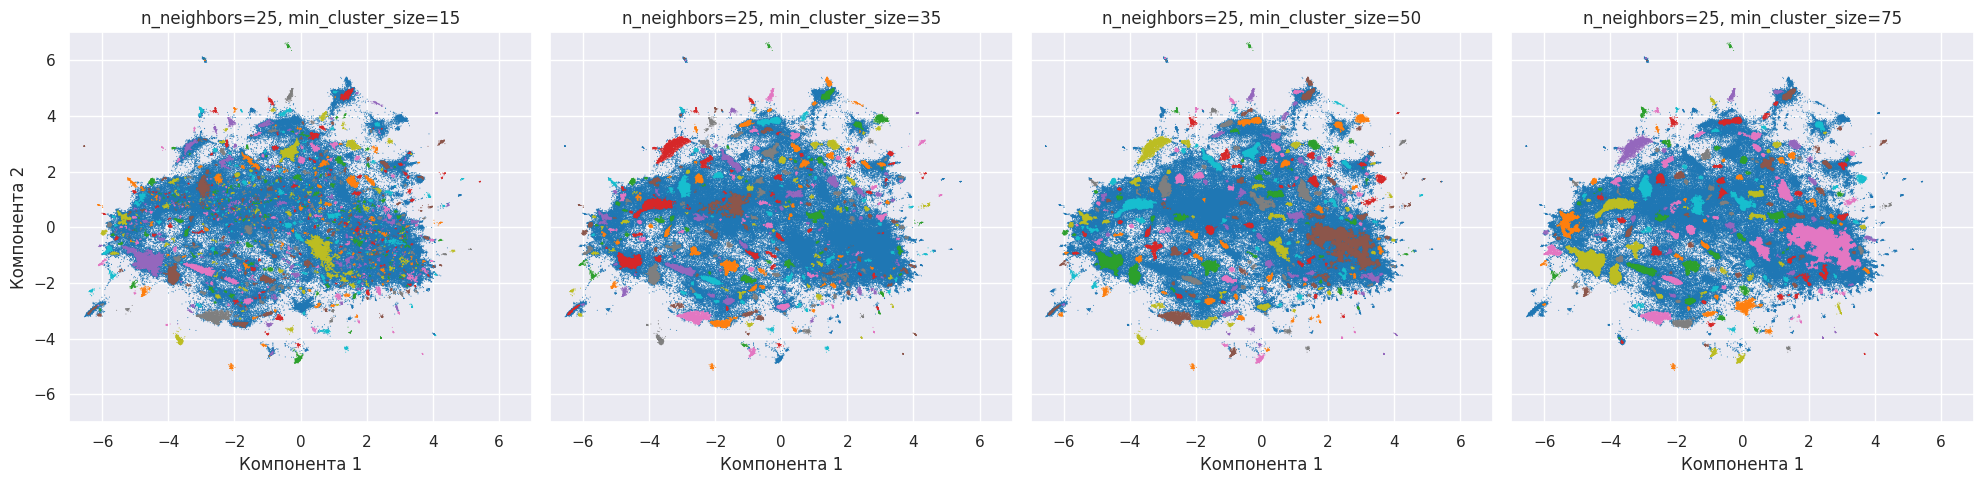 n_neighbors=25, min_cluster_size=15
n_neighbors=25, min_cluster_size=35
n_neighbors=25, min_cluster_size=50
n_neighbors=25, min_cluster_size=75
Компонента 2
6
4
2
0
−2
−4
−6
−6 −4 −2 0 2 4 6
−6 −4 −2 0 2 4 6
−6 −4 −2 0 2 4 6
−6 −4 −2 0 2 4 6
Компонента 1
Компонента 1
Компонента 1
Компонента 1